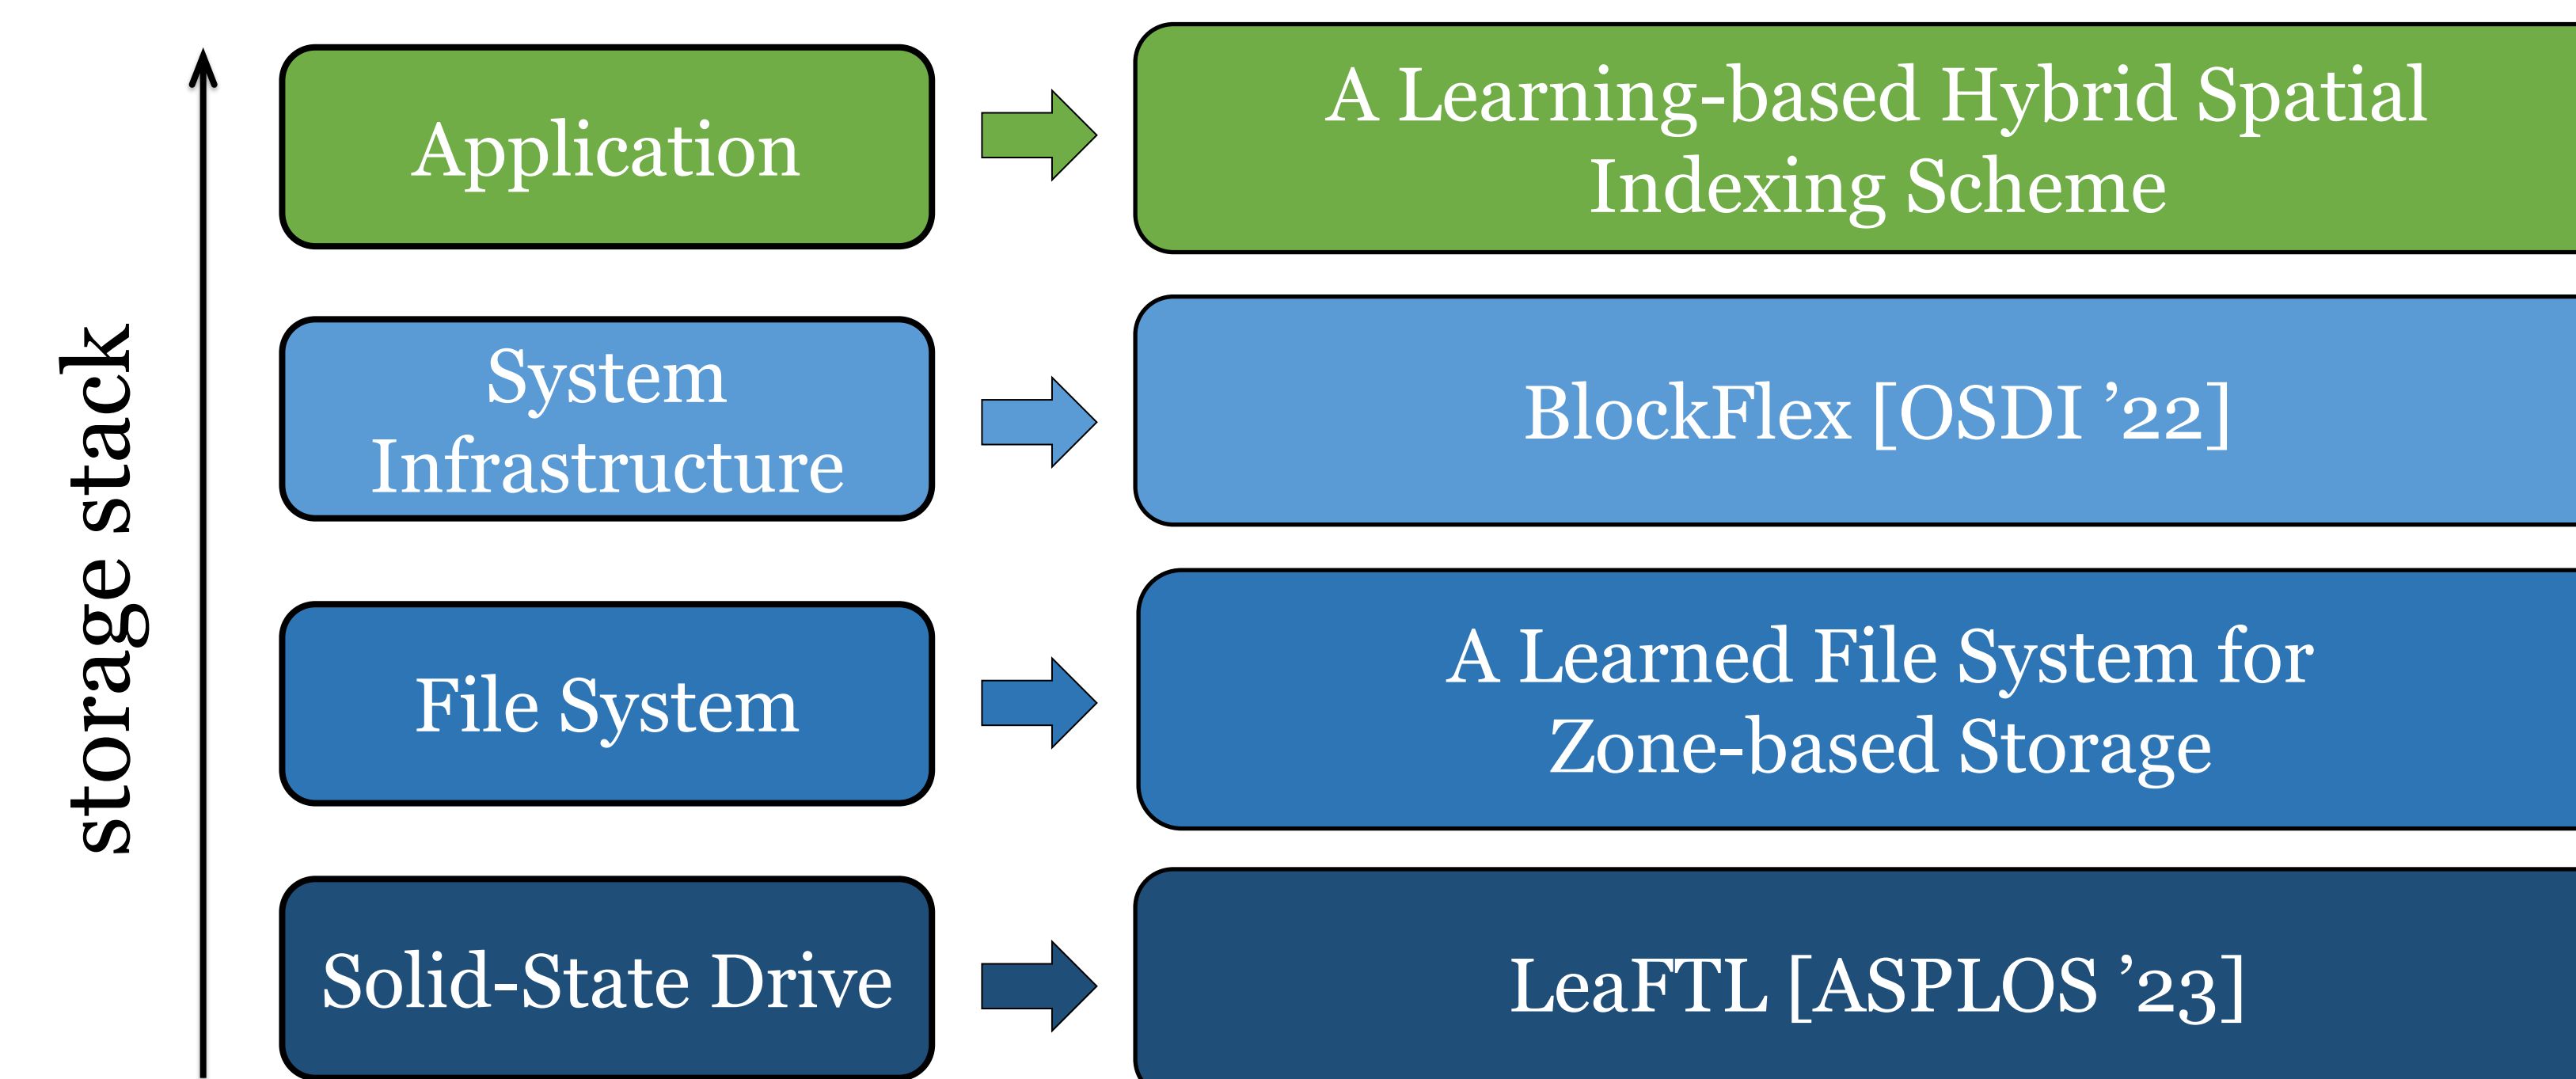 storage stack
Application
A Learning-based Hybrid Spatial
Indexing Scheme
System
Infrastructure
BlockFlex [OSDI ’22]
File System
A Learned File System for
Zone-based Storage
Solid-State Drive
LeaFTL [ASPLOS ’23]